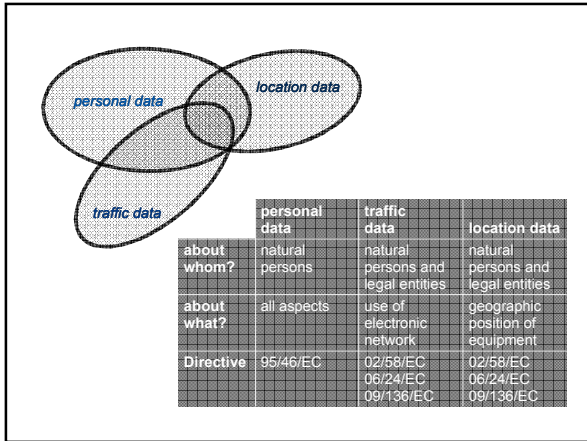 personal data
location data
traffic data
personal data
traffic data
location data
about whom?
natural persons
natural persons and legal entities
natural persons and legal entities
about what?
all aspects
use of electronic network
geographic position of equipment
Directive
95/46/EC
02/58/EC
06/24/EC
09/136/EC
02/58/EC
06/24/EC
09/136/EC